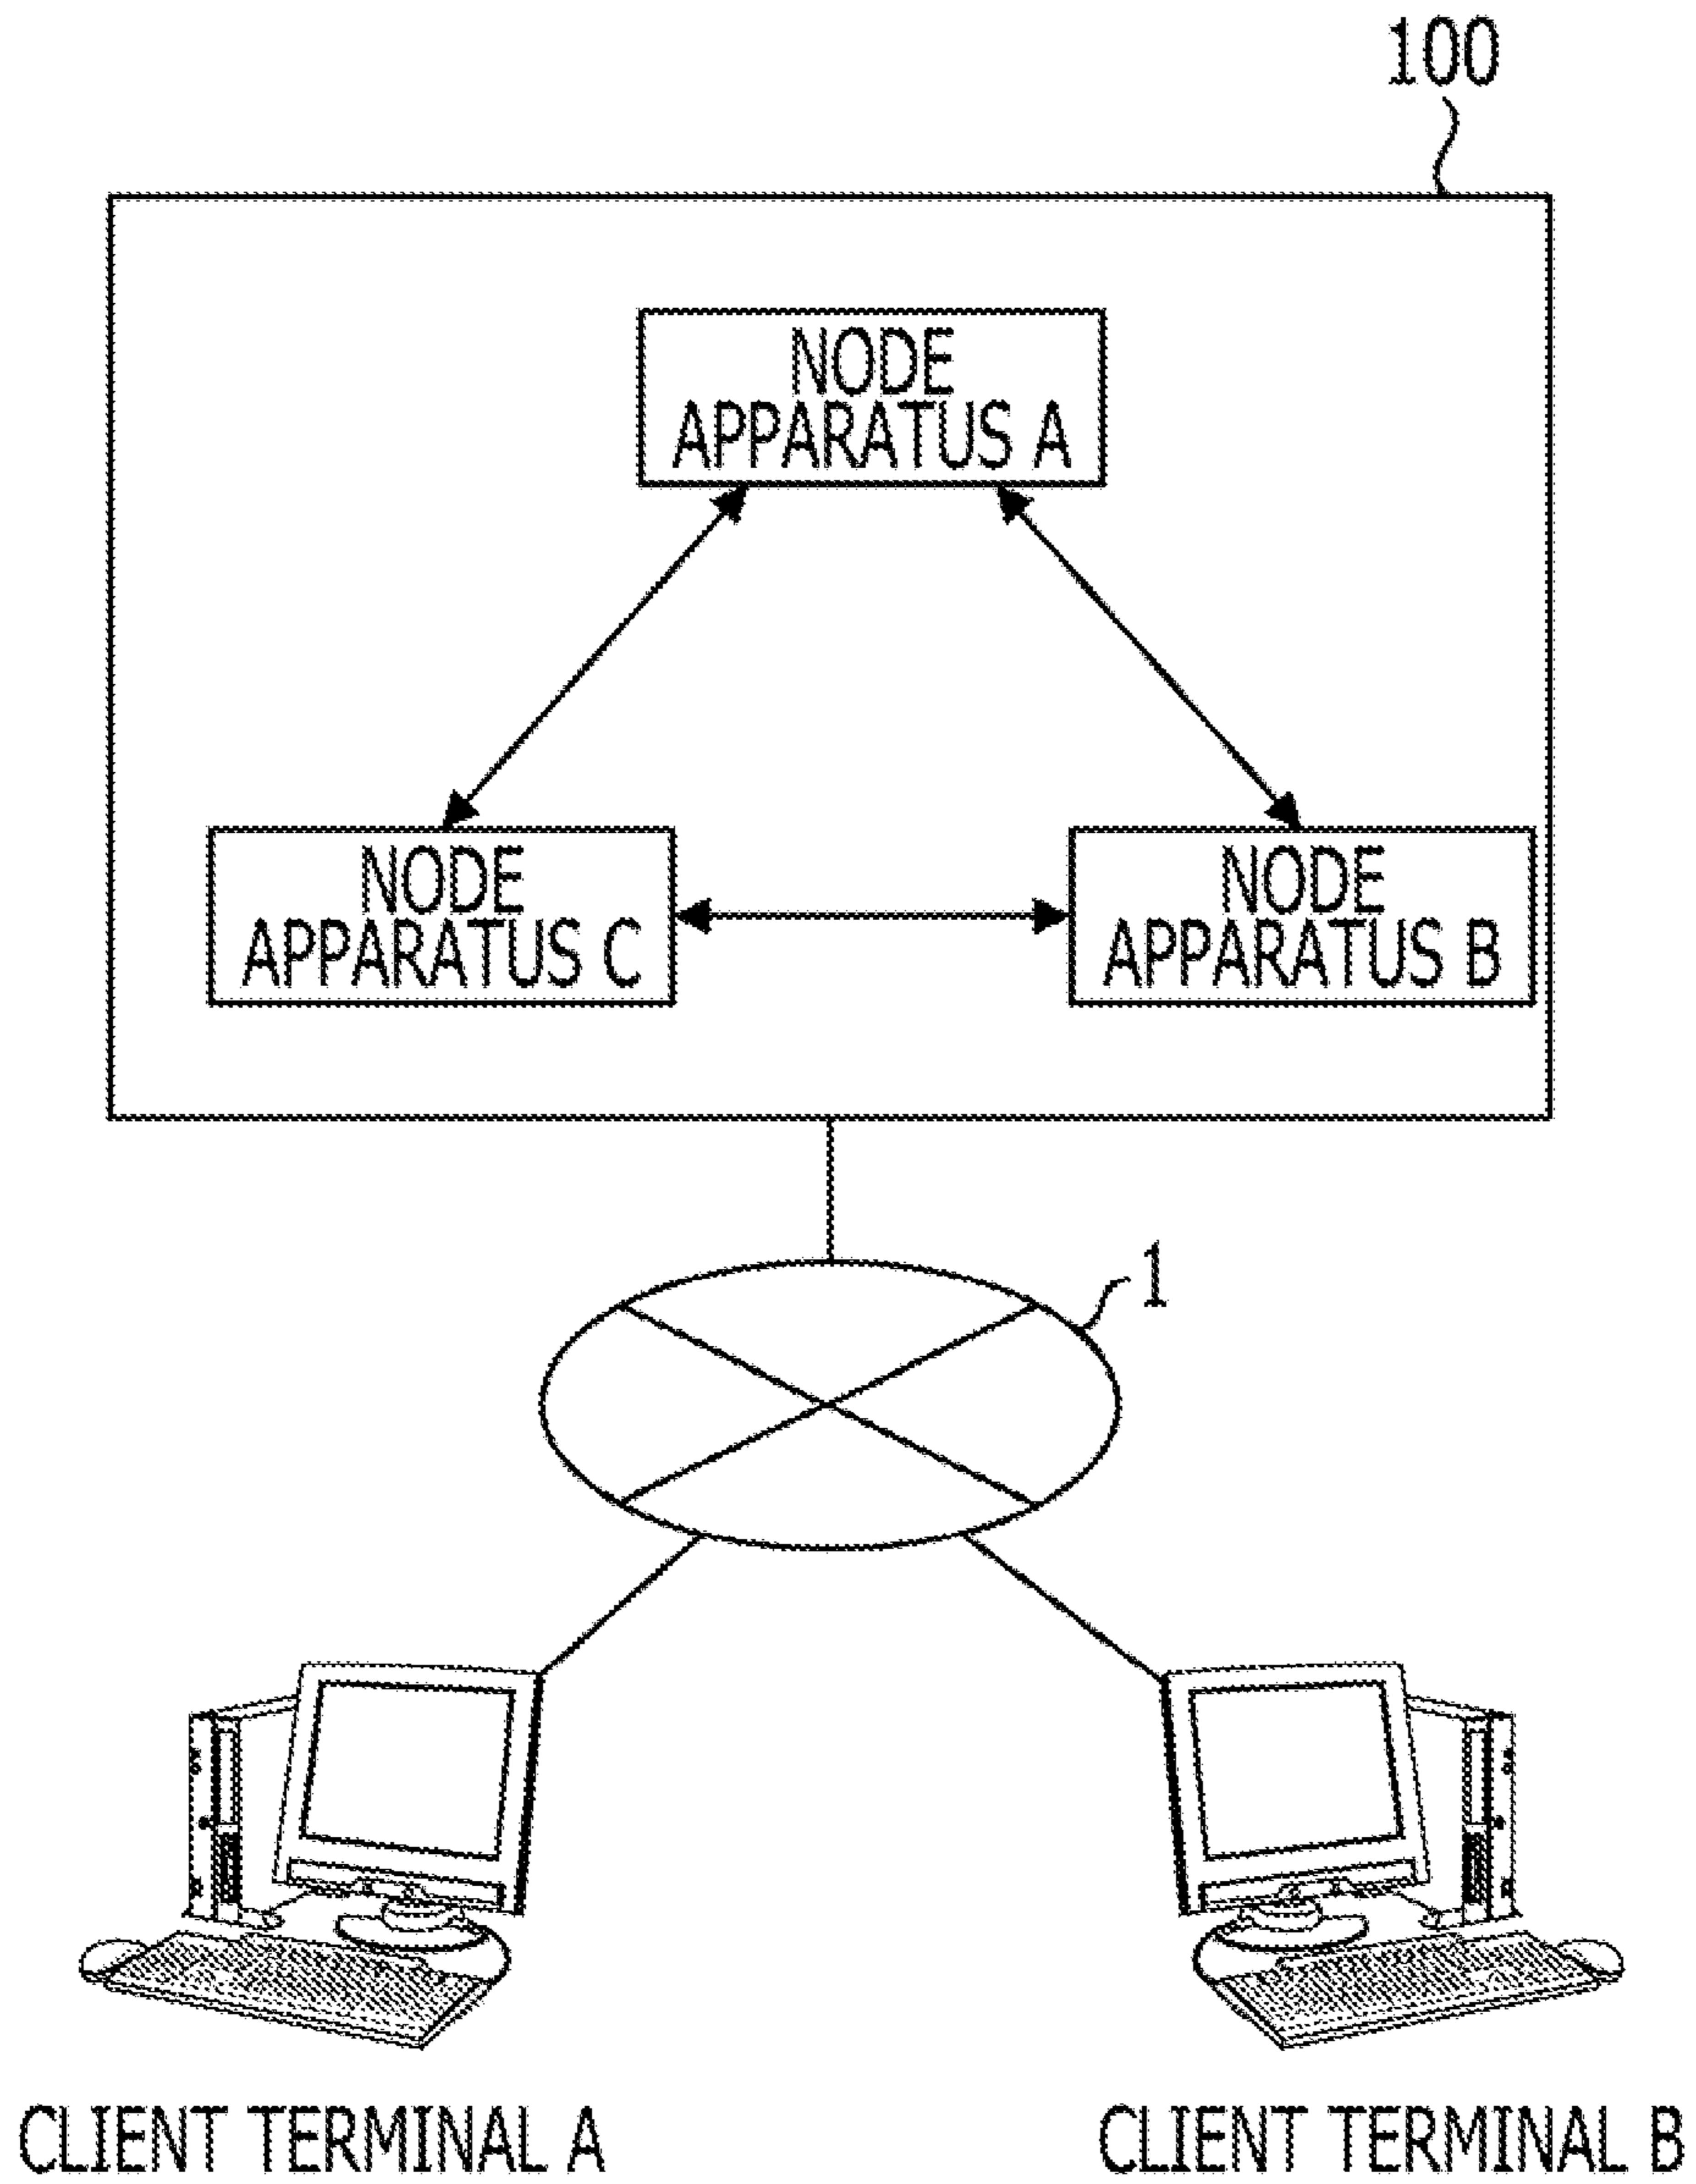 100
NODE
APPARATUS A
NODE
APPARATUS C
NODE
APPARATUS B
1
CLIENT TERMINAL A
CLIENT TERMINAL B